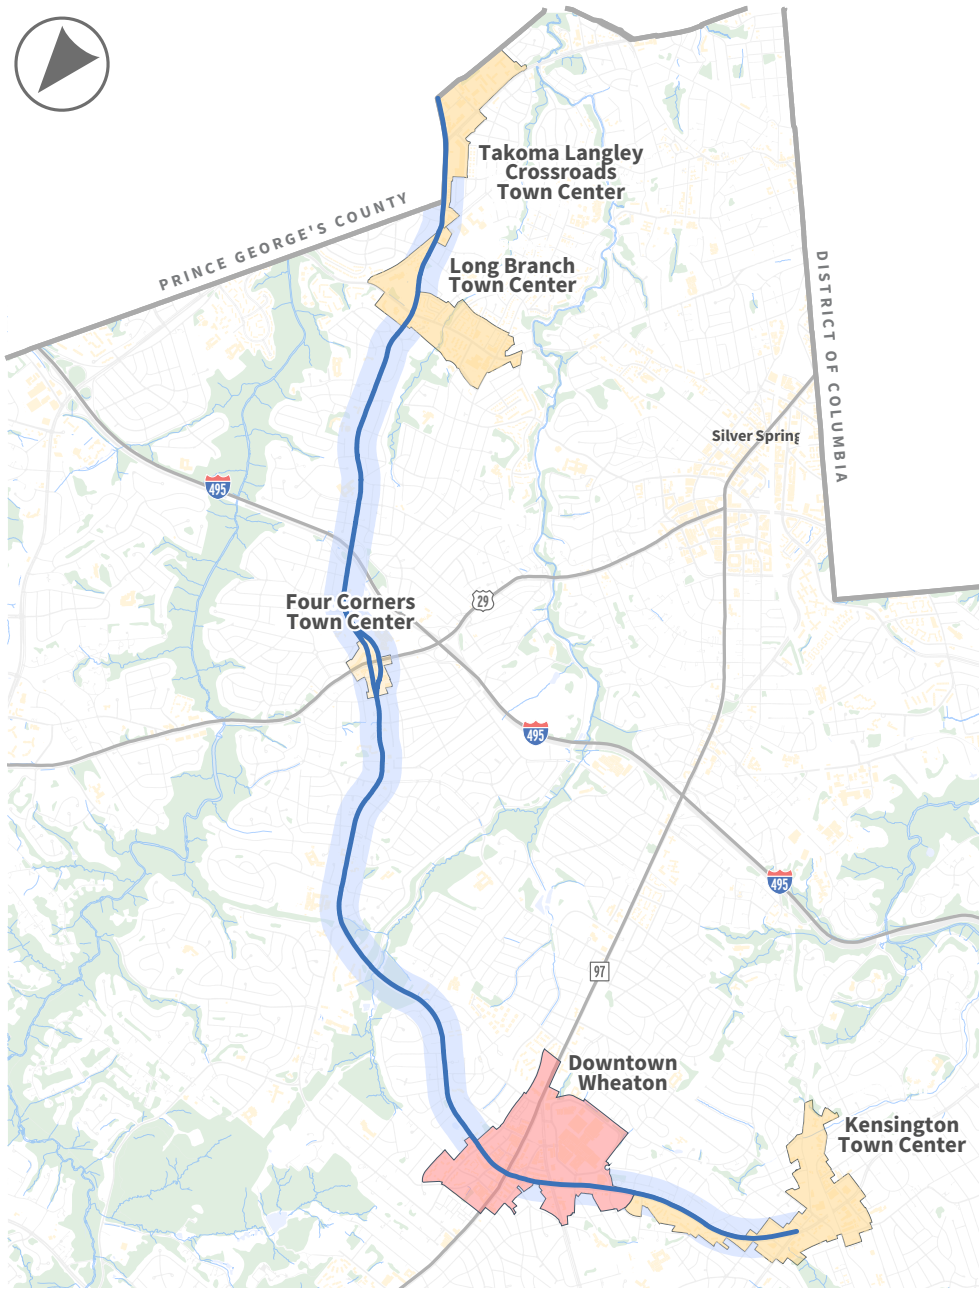 Takoma Langley
Crossroads
Town Center
PRINCE GEORGE'S COUNTY
Long Branch
Town Center
DISTRICT OF COLUMBIA
Silver Spring
495
Four Corners
Town Center
29
495
495
97
Downtown
Wheaton
Kensington
Town Center